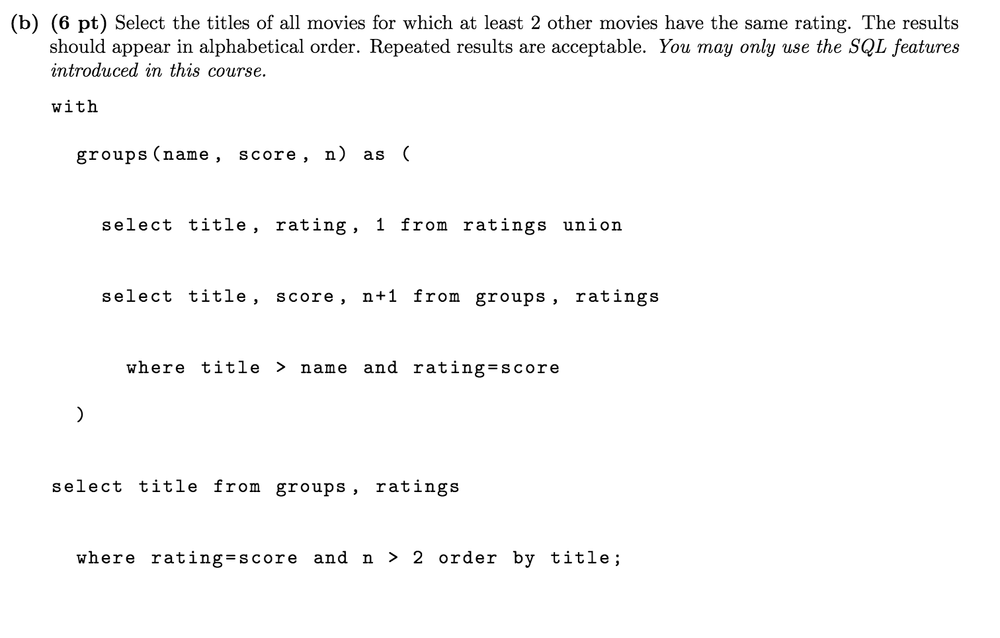 (b) (6 pt) Select the titles of all movies for which at least 2 other movies have the same rating. The results
should appear in alphabetical order. Repeated results are acceptable. You may only use the SQL features
introduced in this course.
with
groups(name, score, n) as (
select title, rating, 1 from ratings union
select title, score, n+1 from groups, ratings
where title > name and rating=score
)
select title from groups, ratings
where rating=score and n > 2 order by title;